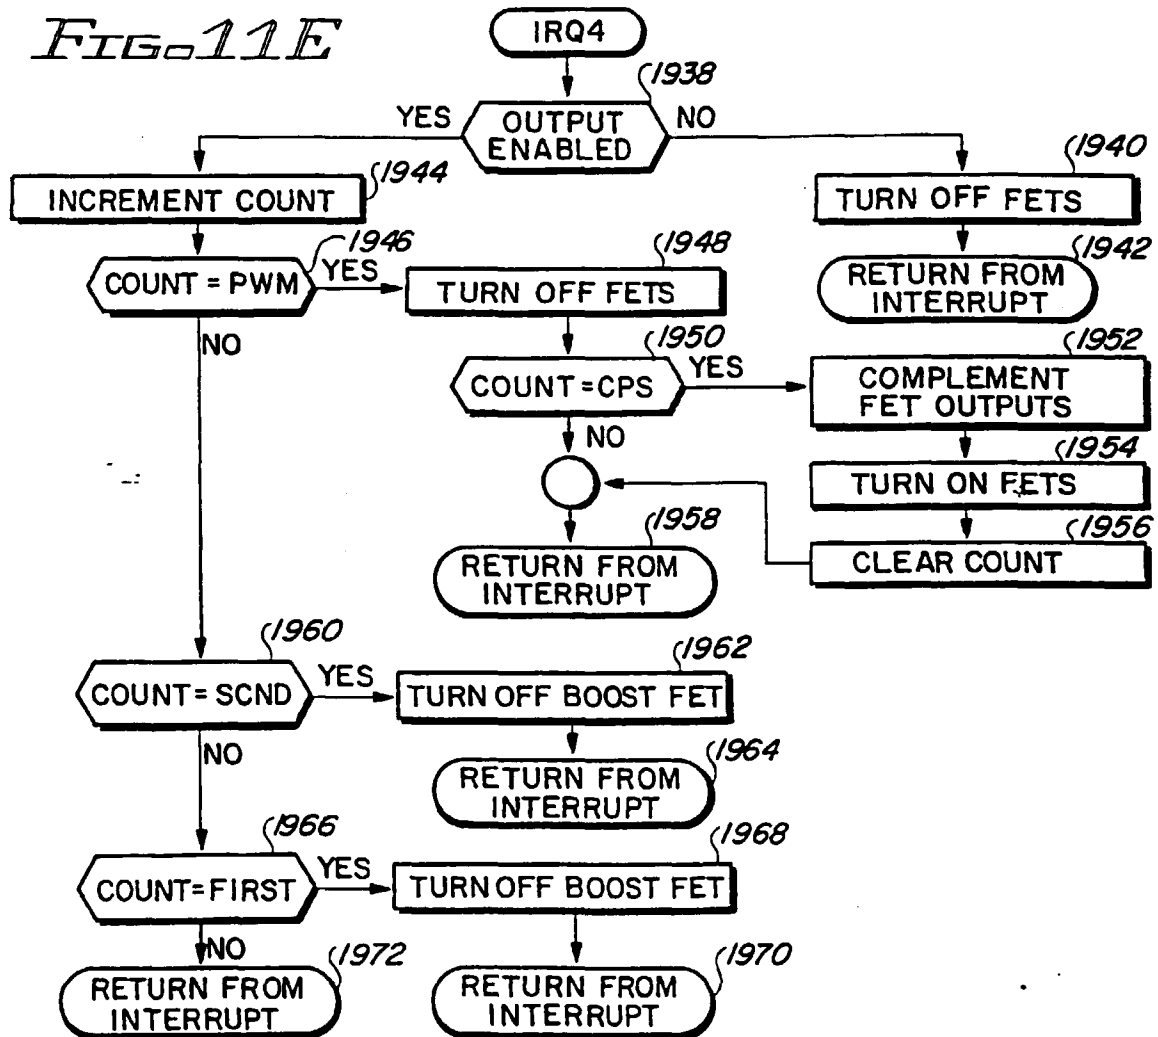 FIG. 11E
IRQ4
1938
OUTPUT
ENABLED
YES
NO
1944
INCREMENT COUNT
1940
TURN OFF FETS
1942
RETURN FROM
INTERRUPT
1946
COUNT = PWM
YES
NO
1948
TURN OFF FETS
1950
COUNT = CPS
YES
NO
1952
COMPLEMENT
FET OUTPUTS
1954
TURN ON FETS
1956
CLEAR COUNT
1958
RETURN FROM
INTERRUPT
1960
COUNT = SCND
YES
NO
1962
TURN OFF BOOST FET
1964
RETURN FROM
INTERRUPT
1966
COUNT=FIRST
YES
NO
1968
TURN OFF BOOST FET
1970
RETURN FROM
INTERRUPT
1972
RETURN FROM
INTERRUPT